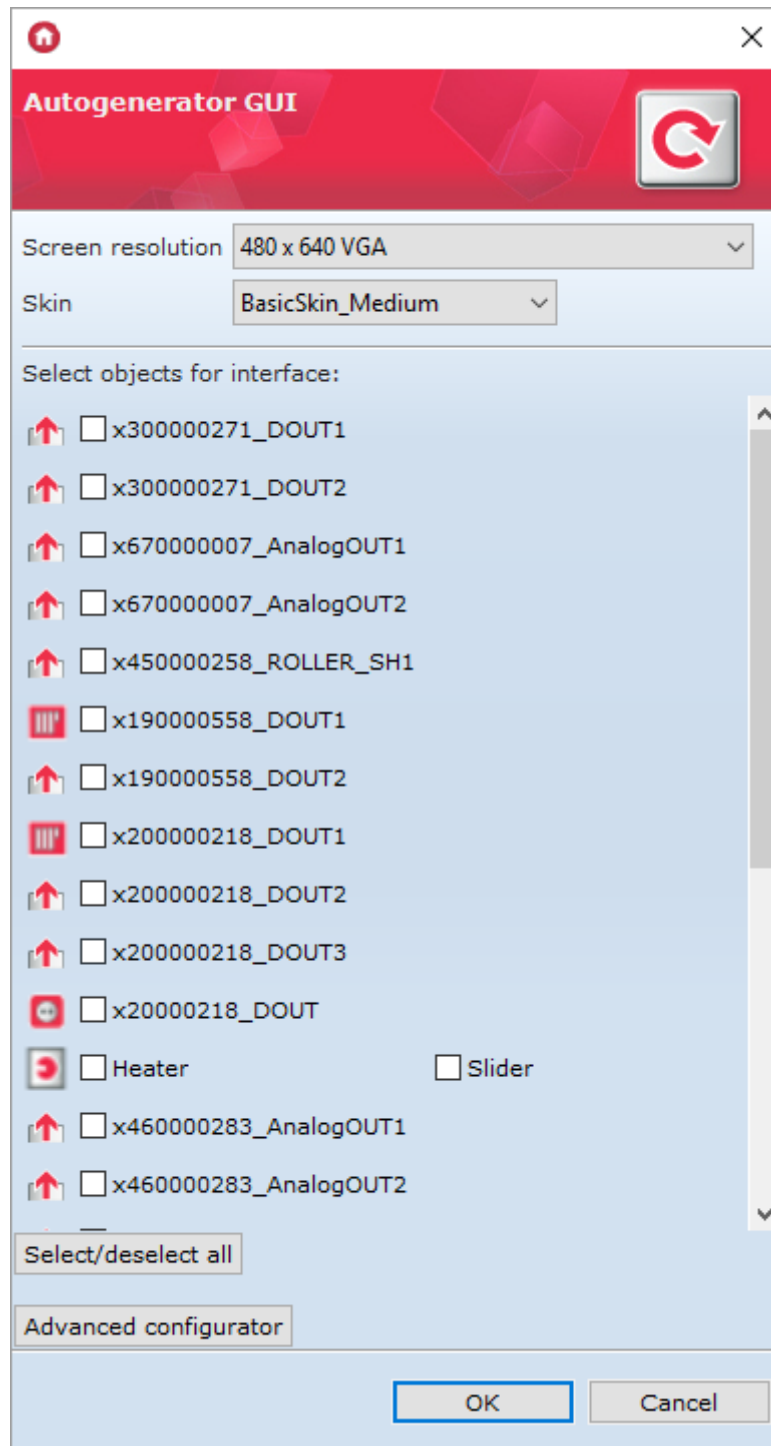 Autogenerator GUI
Screen resolution 480 x 640 VGA
Skin BasicSkin_Medium
Select objects for interface:
x300000271_DOUT1
x300000271_DOUT2
x670000007_AnalogOUT1
x670000007_AnalogOUT2
x450000258_ROLLER_SH1
x190000558_DOUT1
x190000558_DOUT2
x200000218_DOUT1
x200000218_DOUT2
x200000218_DOUT3
x20000218_DOUT
Heater Slider
x460000283_AnalogOUT1
x460000283_AnalogOUT2
Select/deselect all
Advanced configurator
OK Cancel